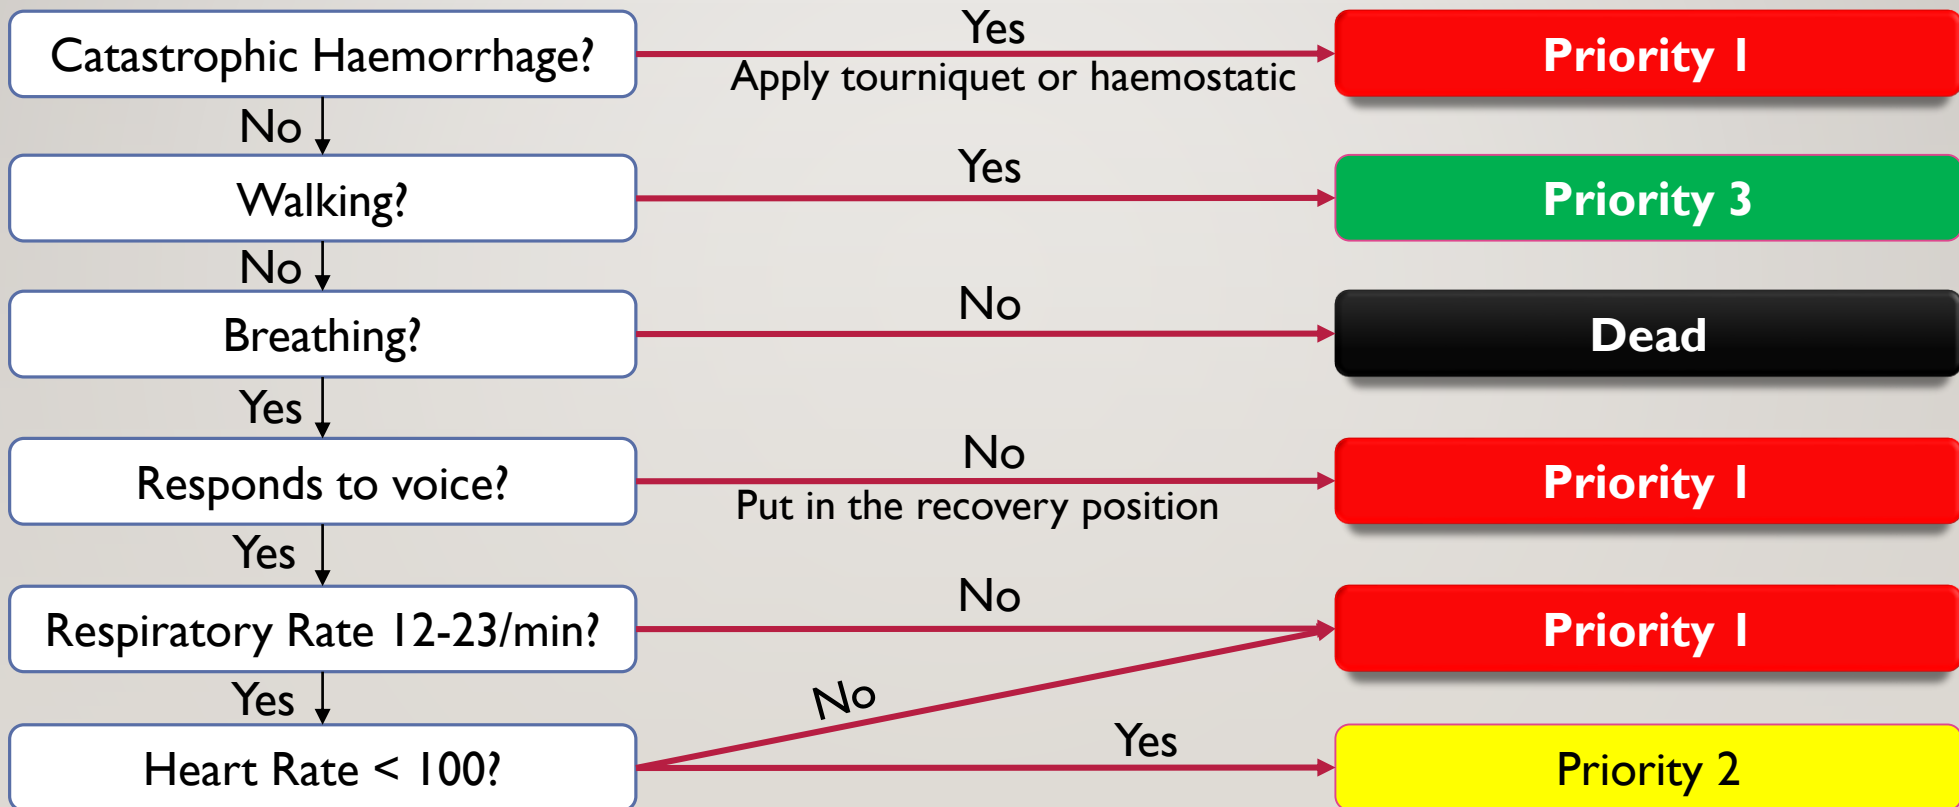 Catastrophic Haemorrhage?
Yes
Apply tourniquet or haemostatic
Priority 1
No
Walking?
Yes
Priority 3
No
Breathing?
No
Dead
Yes
Responds to voice?
No
Put in the recovery position
Priority 1
Yes
Respiratory Rate 12-23/min?
No
Priority 1
Yes
No
Heart Rate < 100?
Yes
Priority 2